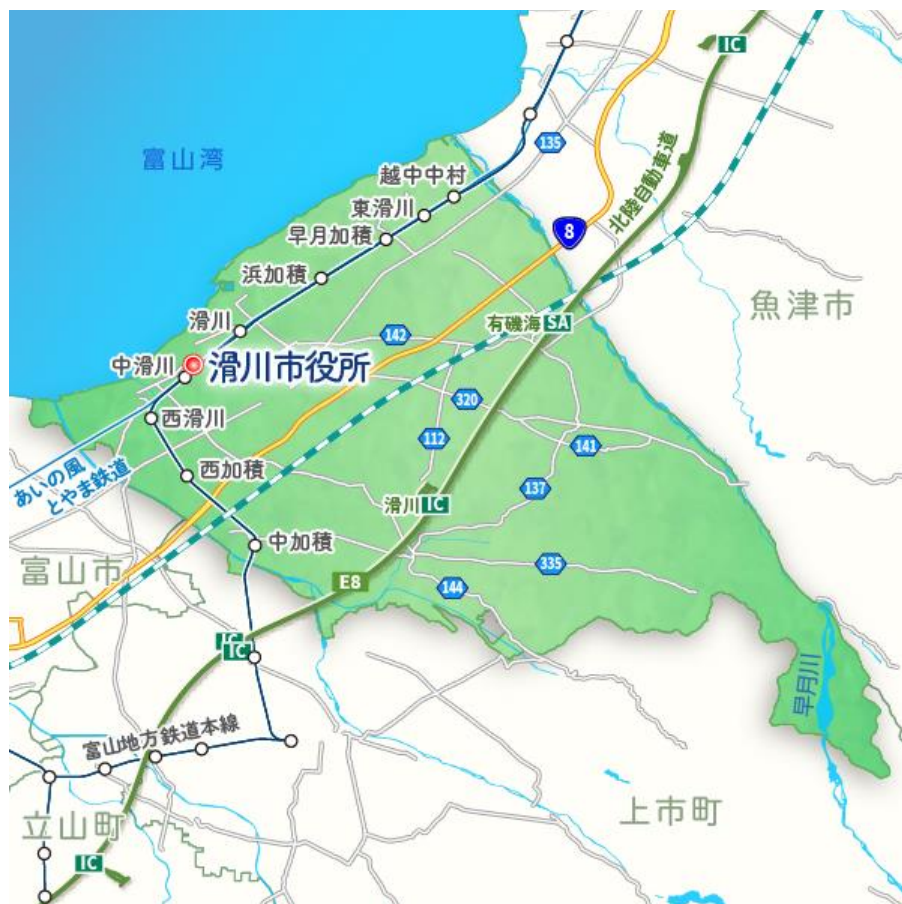 IC
富山湾
135
北陸自動車道
越中中村
東滑川
8
早月加積
浜加積
魚津市
滑川
有磯海 SA
142
中滑川
滑川市役所
320
西滑川
112
141
あいの風
とやま鉄道
西加積
137
滑川 IC
中加積
富山市
335
E8
144
IC
IC
早月川
富山地方鉄道本線
上市町
立山町
IC